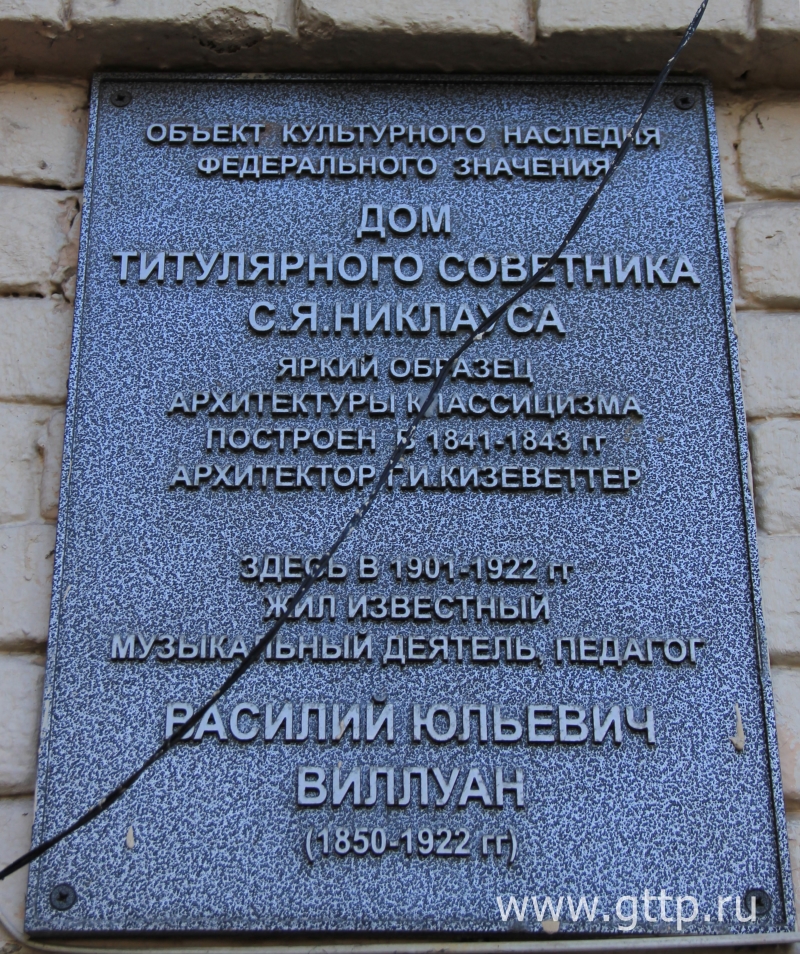 ОБЪЕКТ КУЛЬТУРНОГО НАСЛЕДИЯ
ФЕДЕРАЛЬНОГО ЗНАЧЕНИЯ
ДОМ
ТИТУЛЯРНОГО СОВЕТНИКА
С.Я.НИКЛАУСА
ЯРКИЙ ОБРАЗЕЦ
АРХИТЕКТУРЫ КЛАССИЦИЗМА
ПОСТРОЕН В 1841-1843 гг
АРХИТЕКТОР Г.И.КИЗЕВЕТТЕР
ЗДЕСЬ В 1901-1922 гг
ЖИЛ ИЗВЕСТНЫЙ
МУЗЫКАЛЬНЫЙ ДЕЯТЕЛЬ, ПЕДАГОГ
ВАСИЛИЙ ЮЛЬЕВИЧ
ВИЛЛУАН
(1850-1922 гг)
www.gttp.ru